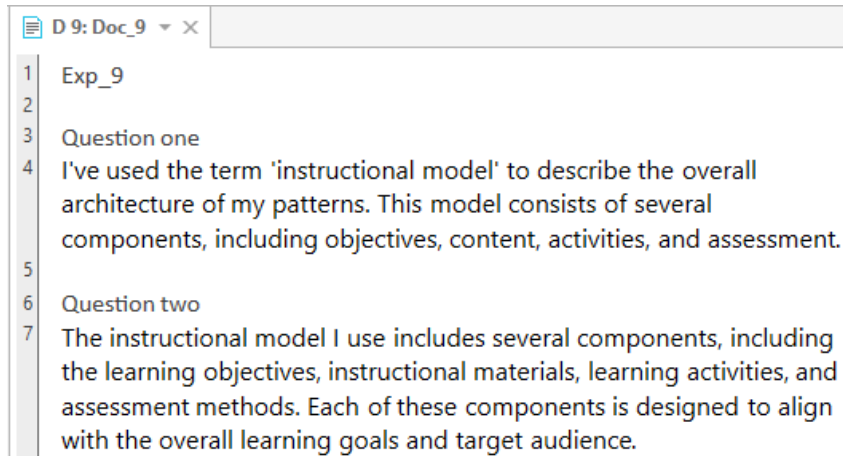 D 9: Doc_9
1 Exp_9
2
3 Question one
4 I've used the term 'instructional model' to describe the overall
architecture of my patterns. This model consists of several
components, including objectives, content, activities, and assessment.
5
6 Question two
7 The instructional model I use includes several components, including
the learning objectives, instructional materials, learning activities, and
assessment methods. Each of these components is designed to align
with the overall learning goals and target audience.